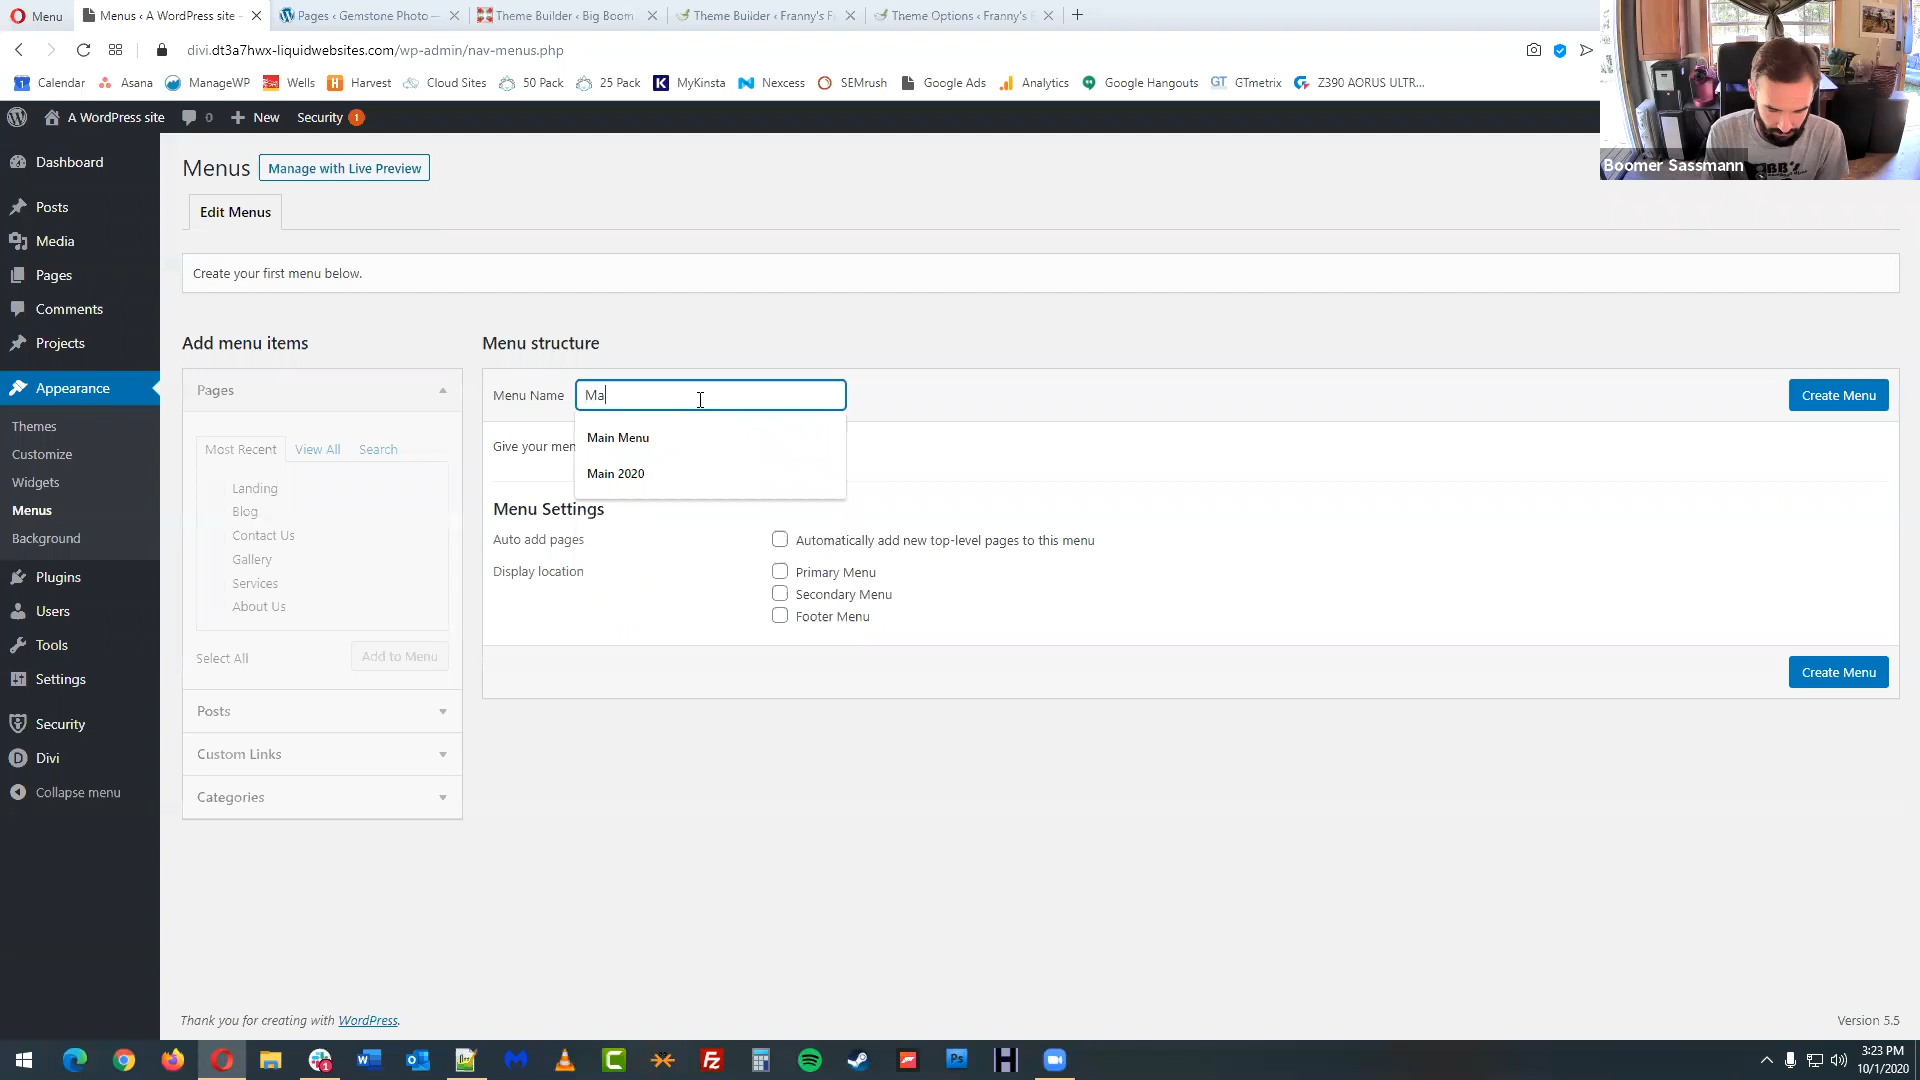 Menu
Menus ‹ A WordPress site -
Pages ‹ Gemstone Photo —
Theme Builder ‹ Big Boom
Theme Builder ‹ Franny's F
Theme Options ‹ Franny's F
divi.dt3a7hwx-liquidwebsites.com/wp-admin/nav-menus.php
Calendar
Asana
ManageWP
Wells
Harvest
Cloud Sites
50 Pack
25 Pack
MyKinsta
Nexcess
SEMrush
Google Ads
Analytics
Google Hangouts
GTmetrix
Z390 AORUS ULTR...
A WordPress site
0
New
Security 1
Boomer Sassmann
Dashboard
Posts
Media
Pages
Comments
Projects
Appearance
Themes
Customize
Widgets
Menus
Background
Plugins
Users
Tools
Settings
Security
Divi
Collapse menu
Menus
Manage with Live Preview
Edit Menus
Create your first menu below.
Add menu items
Pages
Most Recent View All Search
Landing
Blog
Contact Us
Gallery
Services
About Us
Select All
Add to Menu
Posts
Custom Links
Categories
Menu structure
Menu Name
Ma
Create Menu
Main Menu
Main 2020
Give your men
Menu Settings
Auto add pages
Automatically add new top-level pages to this menu
Display location
Primary Menu
Secondary Menu
Footer Menu
Create Menu
Thank you for creating with WordPress.
Version 5.5
3:23 PM
10/1/2020